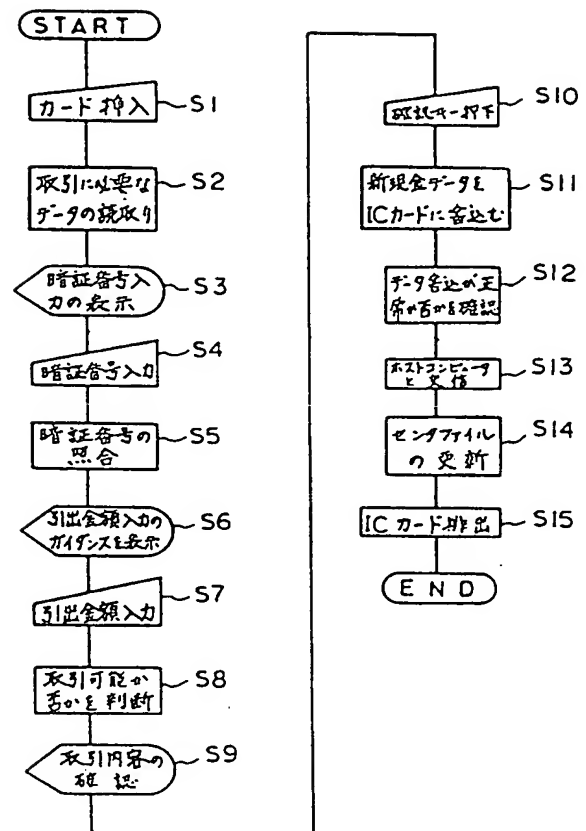 START
カード挿入
S1
取引に必要な
データの読取り
S2
暗証番号入
力の表示
S3
暗証番号入力
S4
暗証番号の
照合
S5
引出金額入力の
ガイダンスを表示
S6
引出金額入力
S7
取引可能か
否かを判断
S8
取引内容の
確認
S9
確認キー押下
S10
新現金データを
ICカードに書込む
S11
データ書込が正
常か否かを確認
S12
ホストコンピュータ
と交信
S13
センタファイル
の更新
S14
ICカード排出
S15
END